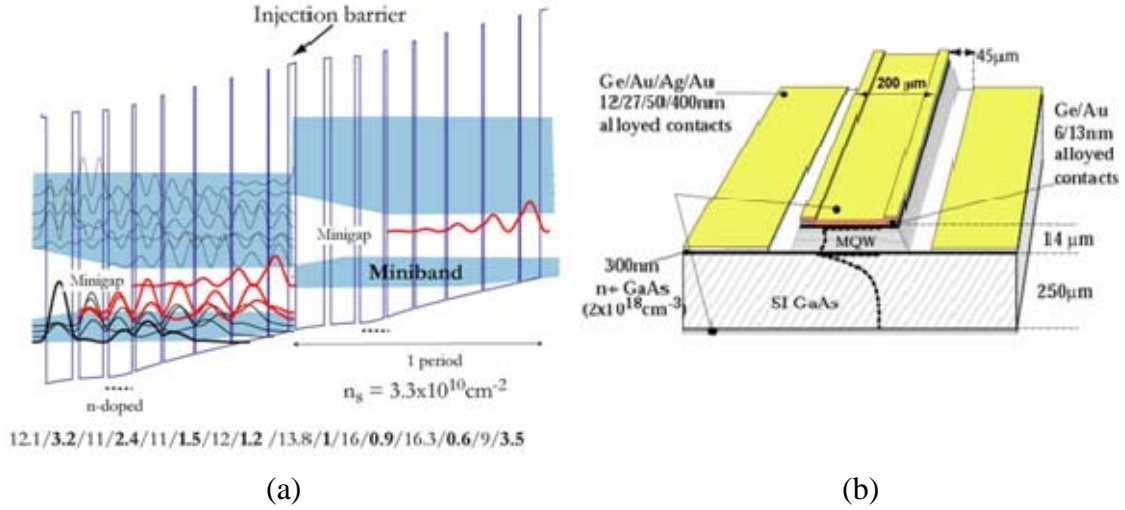 Injection barrier
Minigap
Minigap
Miniband
1 period
n-doped
nₛ = 3.3x10¹⁰cm⁻²
12.1/3.2/11/2.4/11/1.5/12/1.2 /13.8/1/16/0.9/16.3/0.6/9/3.5
(a)
45μm
Ge/Au/Ag/Au
12/27/50/400nm
alloyed contacts
200 μm
Ge/Au
6/13nm
alloyed
contacts
MQW
14 μm
300nm
n+ GaAs
(2x10¹⁸cm⁻³)
SI GaAs
250μm
(b)